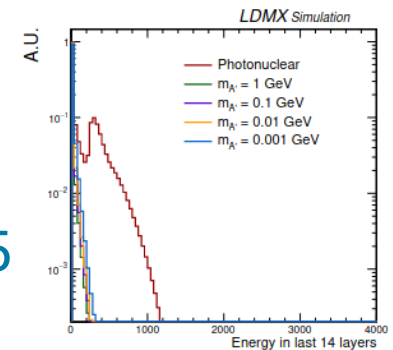 LDMX Simulation
A.U.
1
10⁻¹
10⁻²
10⁻³
Photonuclear
m_A' = 1 GeV
m_A' = 0.1 GeV
m_A' = 0.01 GeV
m_A' = 0.001 GeV
5
0 1000 2000 3000 4000
Energy in last 14 layers